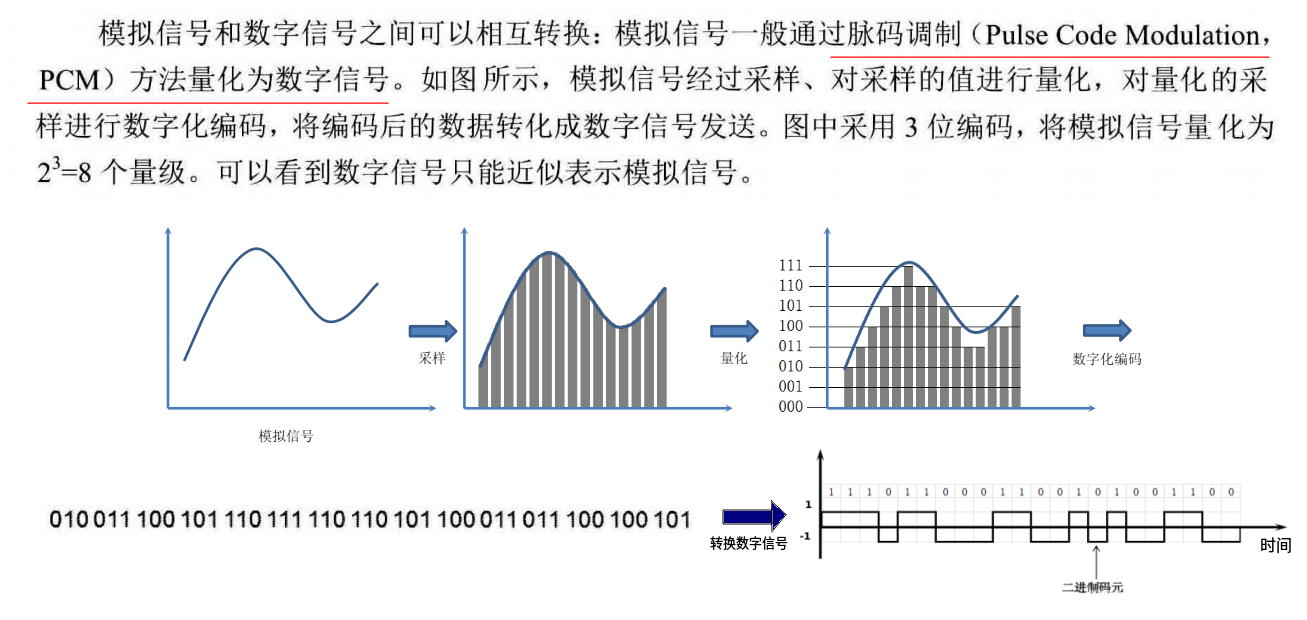 模拟信号和数字信号之间可以相互转换：模拟信号一般通过脉码调制（Pulse Code Modulation，
PCM）方法量化为数字信号。如图所示，模拟信号经过采样、对采样的值进行量化，对量化的采
样进行数字化编码，将编码后的数据转化成数字信号发送。图中采用 3 位编码，将模拟信号量化为
2³=8 个量级。可以看到数字信号只能近似表示模拟信号。
模拟信号
采样
量化
111
110
101
100
011
010
001
000
数字化编码
010 011 100 101 110 111 110 110 101 100 011 011 100 100 101
转换数字信号
1 1 1 0 1 1 0 0 0 1 1 0 0 1 0 1 0 0 1 1 0 0
1
-1
时间
二进制码元